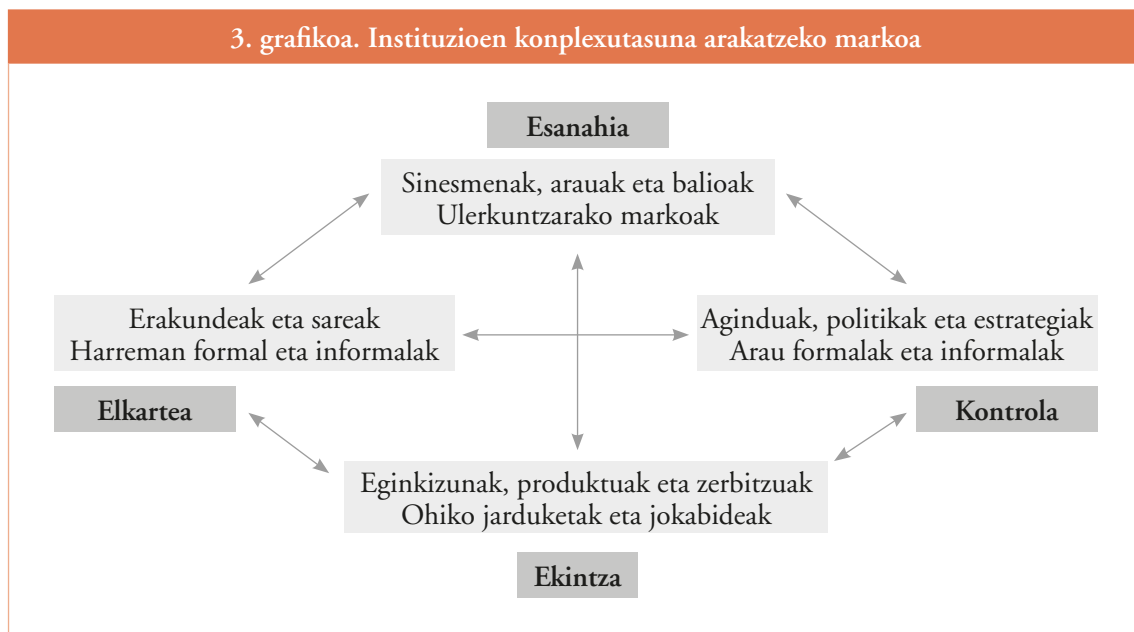 3. grafikoa. Instituzioen konplexutasuna arakatzeko markoa
Esanahia
Sinesmenak, arauak eta balioak
Ulerkuntzarako markoak
Erakundeak eta sareak
Harreman formal eta informalak
Elkartea
Aginduak, politikak eta estrategiak
Arau formalak eta informalak
Kontrola
Eginkizunak, produktuak eta zerbitzuak
Ohiko jarduketak eta jokabideak
Ekintza